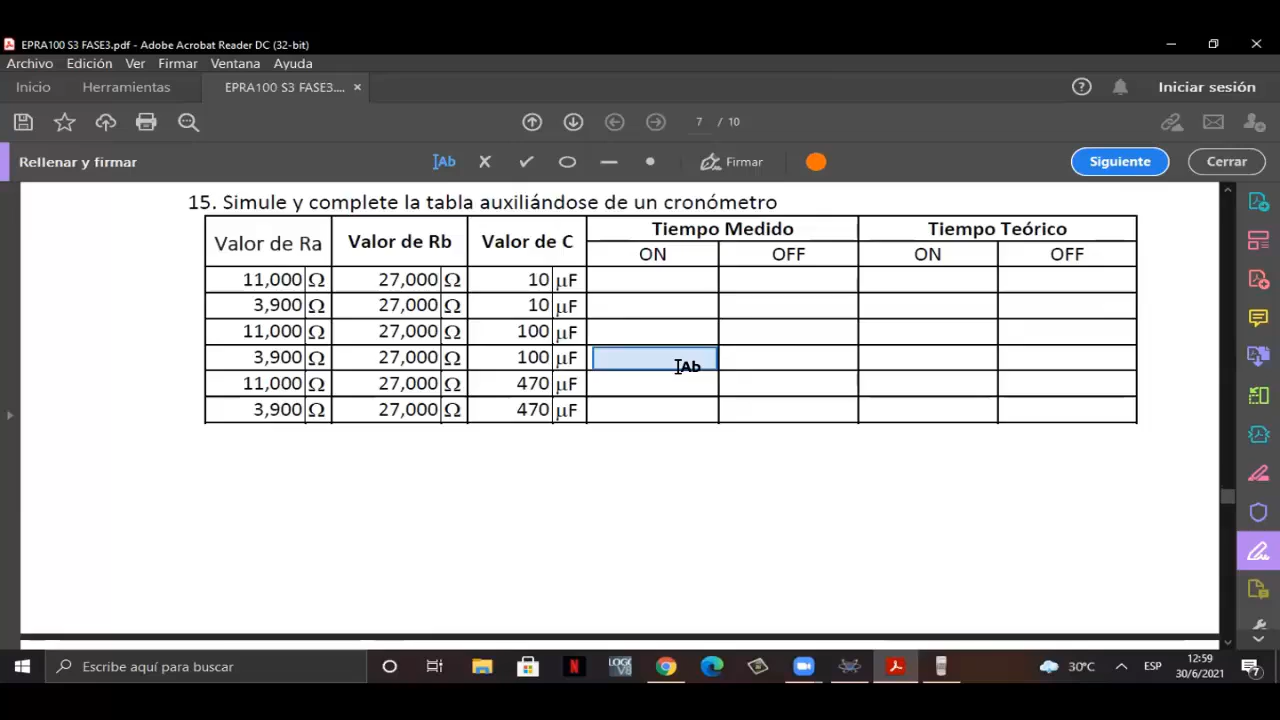 EPRA100 S3 FASE3.pdf - Adobe Acrobat Reader DC (32-bit)
Archivo Edición Ver Firmar Ventana Ayuda
Inicio Herramientas EPRA100 S3 FASE3.... ×
Iniciar sesión
7 / 10
Rellenar y firmar
Ab
Firmar
Siguiente
Cerrar
15. Simule y complete la tabla auxiliándose de un cronómetro
Valor de Ra Valor de Rb Valor de C Tiempo Medido Tiempo Teórico
ON OFF ON OFF
11,000 Ω 27,000 Ω 10 µF
3,900 Ω 27,000 Ω 10 µF
11,000 Ω 27,000 Ω 100 µF
3,900 Ω 27,000 Ω 100 µF
Ab
11,000 Ω 27,000 Ω 470 µF
3,900 Ω 27,000 Ω 470 µF
Escribe aquí para buscar
30°C ESP 12:59
30/6/2021